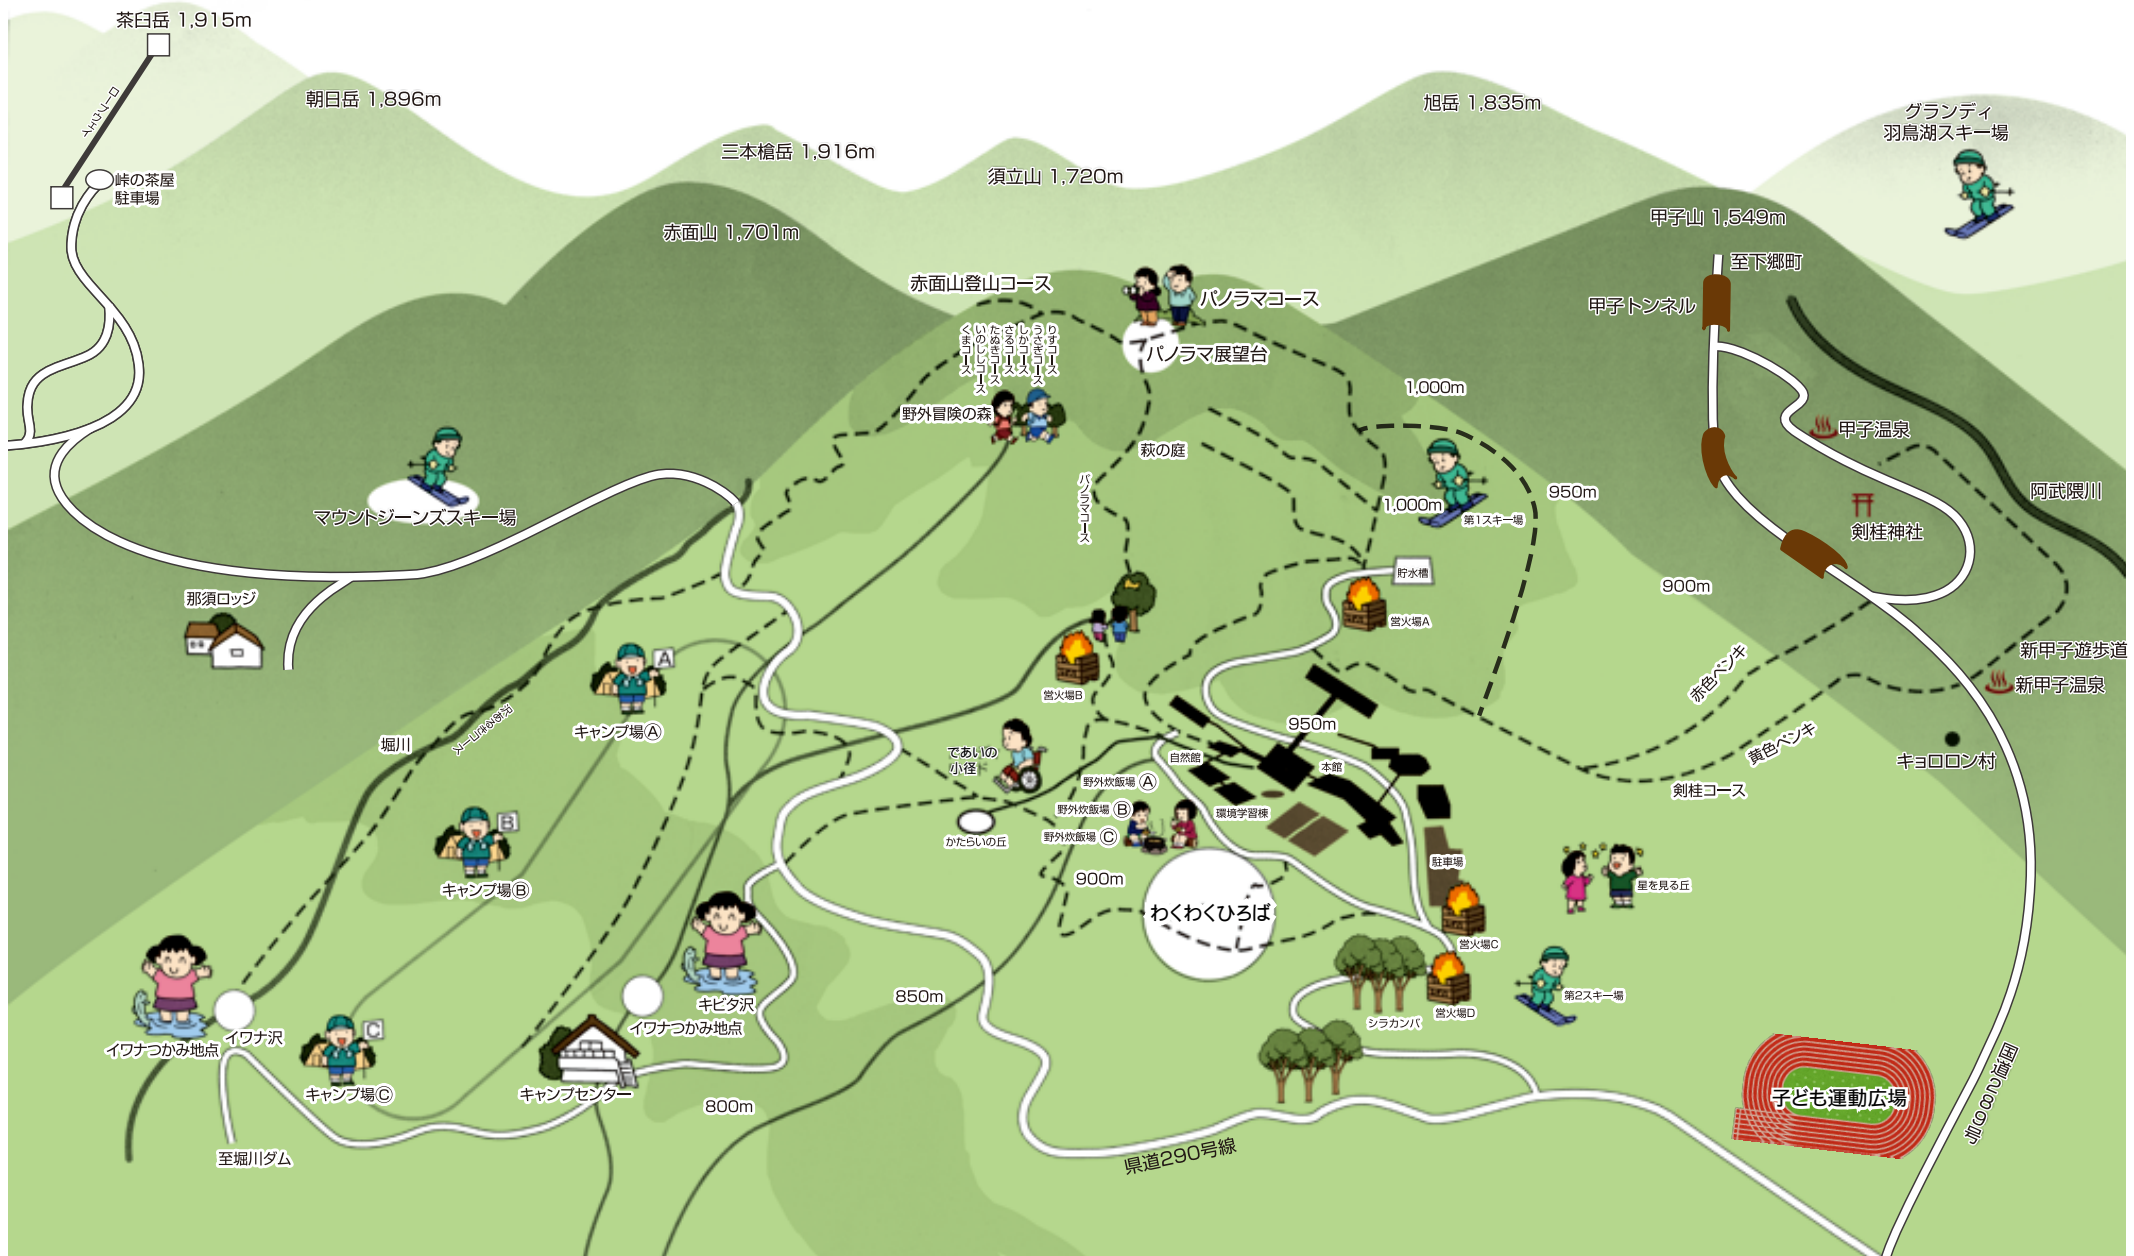 茶臼岳 1,915m
ロープウェイ
朝日岳 1,896m
三本槍岳 1,916m
須立山 1,720m
旭岳 1,835m
グランディ
羽鳥湖スキー場
峠の茶屋
駐車場
赤面山 1,701m
甲子山 1,549m
至下郷町
甲子トンネル
赤面山登山コース
パノラマコース
パノラマ展望台
くまコース
いのししコース
たぬきコース
さるコース
しかコース
うさぎコース
りすコース
野外冒険の森
1,000m
萩の庭
パノラマコース
甲子温泉
阿武隈川
剣桂神社
950m
1,000m
第1スキー場
マウントジーンズスキー場
貯水槽
営火場A
900m
那須ロッジ
新甲子遊歩道
新甲子温泉
赤色ペンキ
黄色ペンキ
キョロロン村
剣桂コース
A
キャンプ場Ⓐ
営火場B
沢あるきコース
堀川
950m
であいの
小径
自然館
本館
野外炊飯場 Ⓐ
野外炊飯場 Ⓑ
野外炊飯場 Ⓒ
環境学習棟
かたらいの丘
B
キャンプ場Ⓑ
駐車場
星を見る丘
900m
わくわくひろば
営火場C
850m
シラカンバ
営火場D
第2スキー場
キビタ沢
イワナつかみ地点
イワナ沢
イワナつかみ地点
C
キャンプ場Ⓒ
キャンプセンター
800m
至堀川ダム
県道290号線
子ども運動広場
国道289号